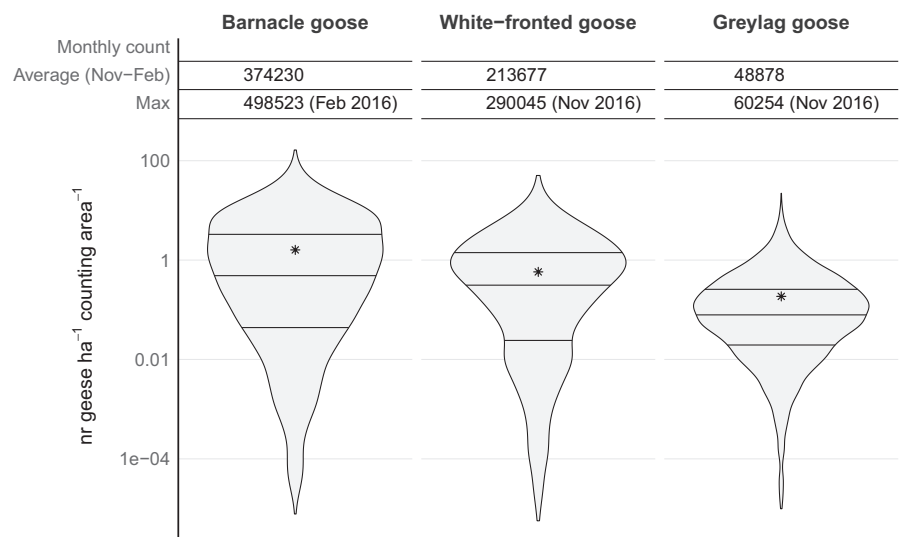 Barnacle goose White−fronted goose Greylag goose
Monthly count
Average (Nov−Feb) 374230 213677 48878
Max 498523 (Feb 2016) 290045 (Nov 2016) 60254 (Nov 2016)
nr geese ha⁻¹ counting area⁻¹
100
1
0.01
1e−04